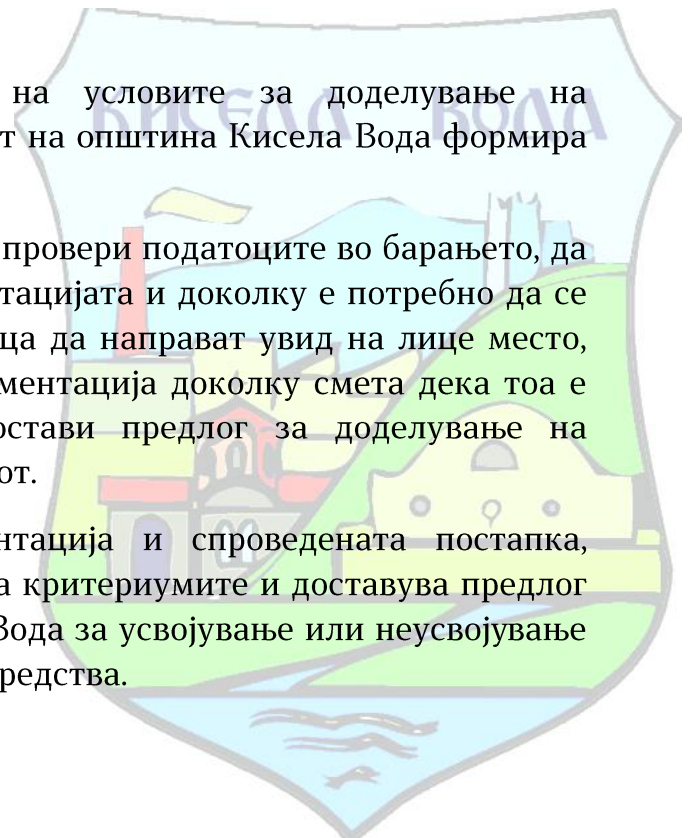 КИСЕЛА ВОДА
на условите за доделување на
т на општина Кисела Вода формира
провери податоците во барањето, да
тацијата и доколку е потребно да се
ца да направат увид на лице место,
ментација доколку смета дека тоа е
остави предлог за доделување на
от.
нтација и спроведената постапка,
а критериумите и доставува предлог
Вода за усвојување или неусвојување
редства.